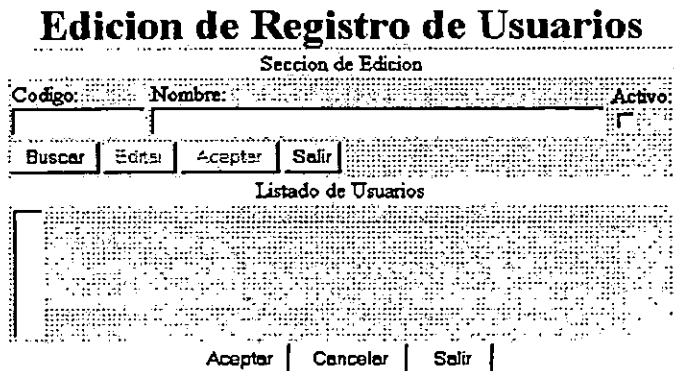 Edicion de Registro de Usuarios
Seccion de Edicion
Codigo: Nombre: Activo:
Buscar Editar Aceptar Salir
Listado de Usuarios
Aceptar Cancelar Salir